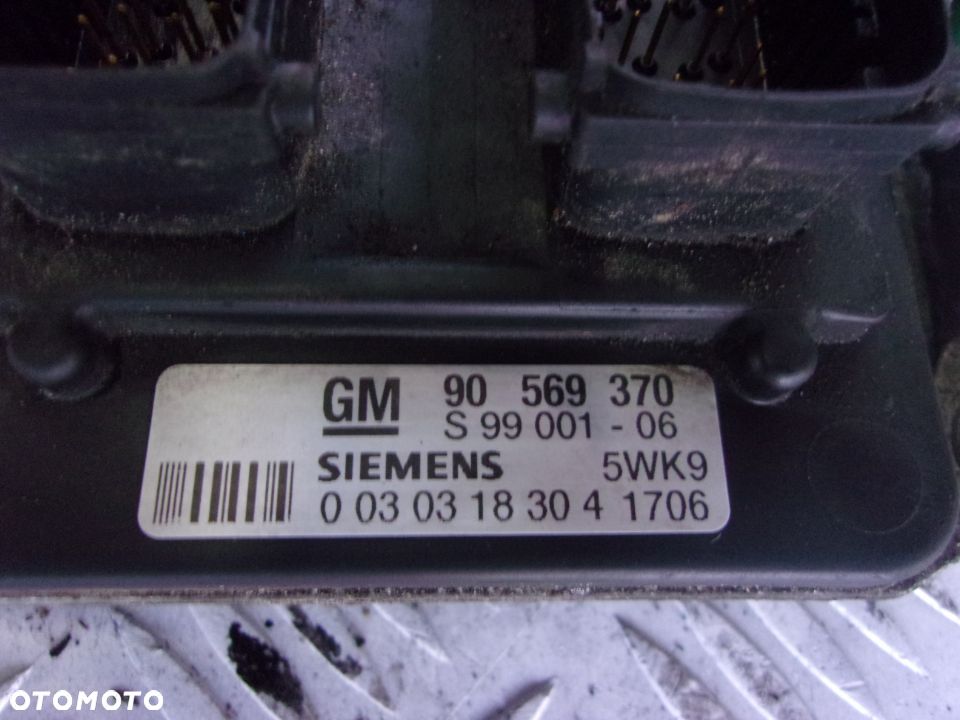 GM 90 569 370
S 99 001 - 06
SIEMENS 5WK9
0 03 03 18 30 4 1706
OTOMOTO